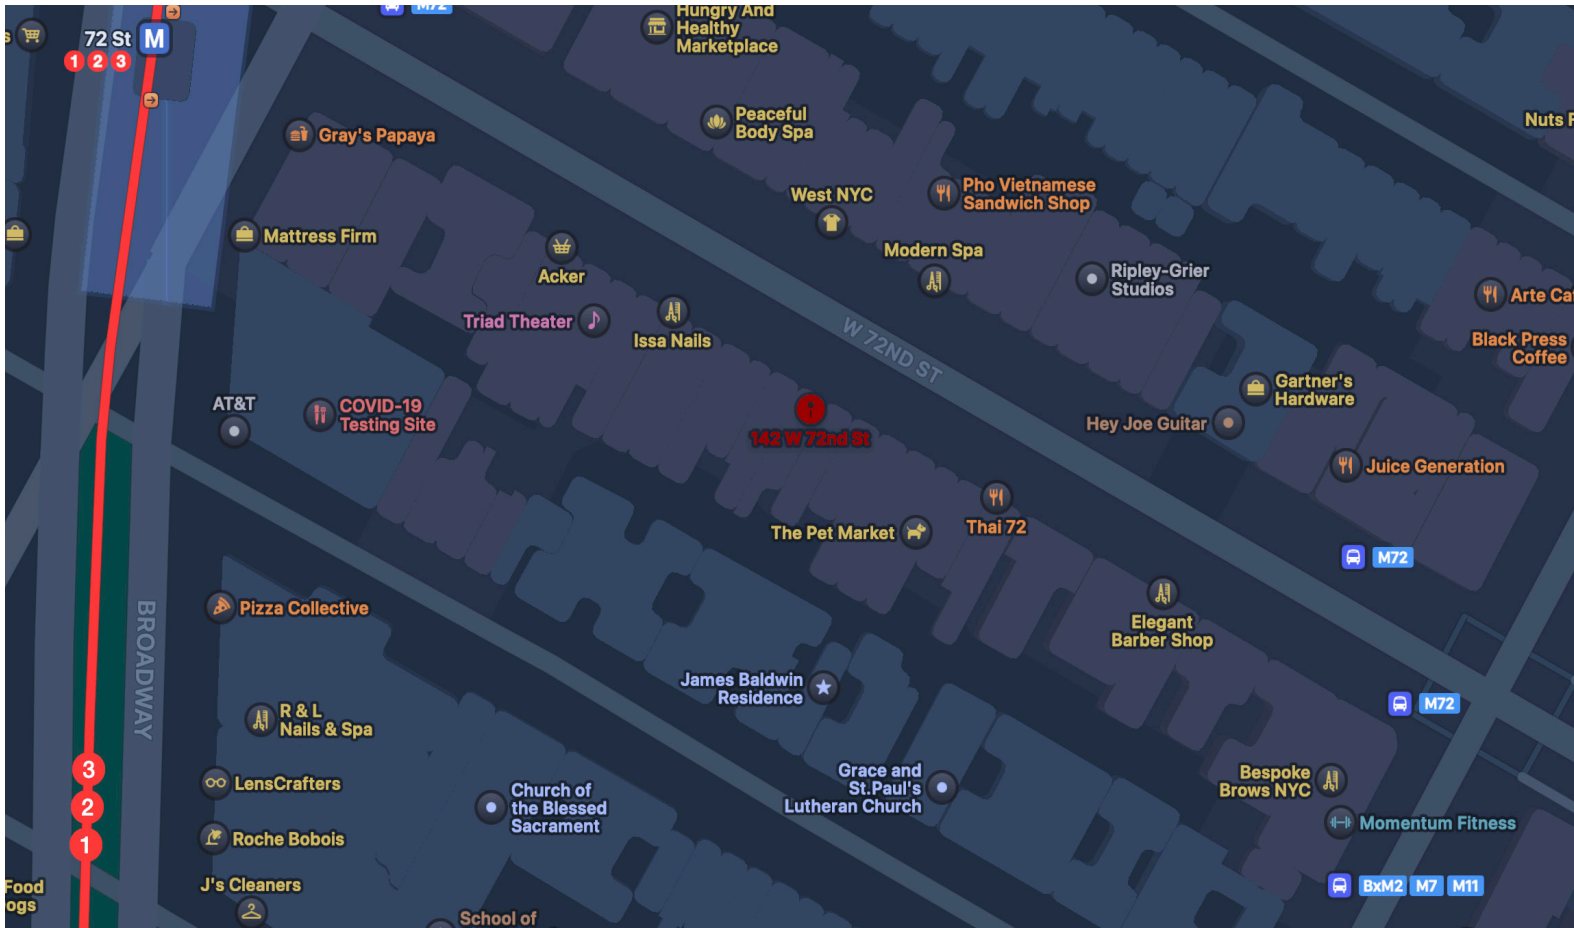 M72
Hungry And
Healthy
Marketplace
72 St
M
1 2 3
Gray's Papaya
Peaceful
Body Spa
Nuts
West NYC
Pho Vietnamese
Sandwich Shop
Mattress Firm
Acker
Modern Spa
Ripley-Grier
Studios
Arte
Triad Theater
Issa Nails
W 72ND ST
Black Press
Coffee
AT&T
COVID-19
Testing Site
142 W 72nd St
Gartner's
Hardware
Hey Joe Guitar
Juice Generation
The Pet Market
Thai 72
M72
Pizza Collective
BROADWAY
Elegant
Barber Shop
James Baldwin
Residence
M72
R & L
Nails & Spa
3
2
1
LensCrafters
Church of
the Blessed
Sacrament
Grace and
St.Paul's
Lutheran Church
Bespoke
Brows NYC
Momentum Fitness
Roche Bobois
J's Cleaners
Food
ogs
School of
BxM2 M7 M11